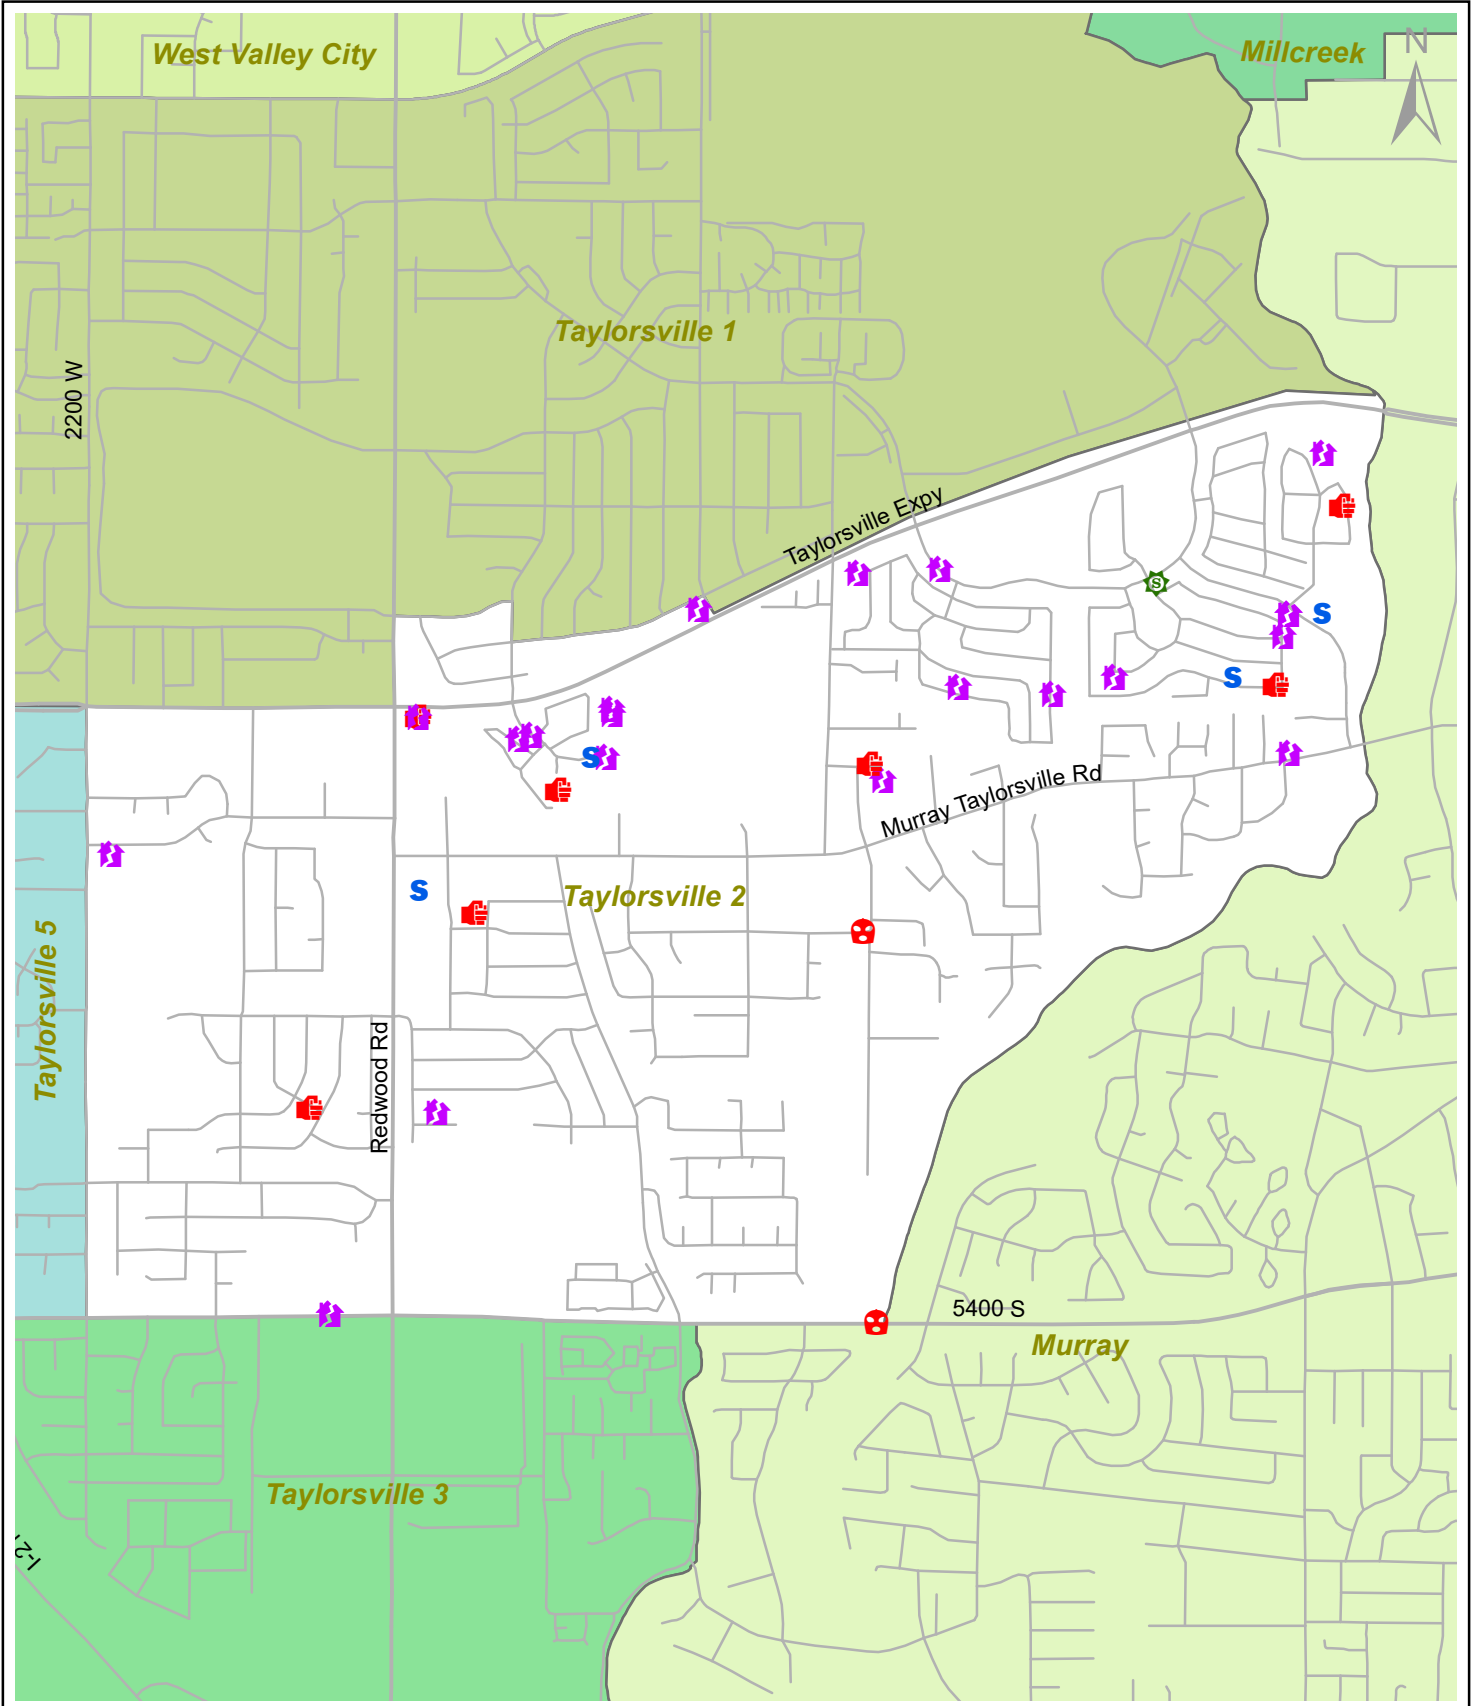 West Valley City
Millcreek
N
Taylorsville 1
2200 W
Taylorsville Expy
S
S
S
S
Murray Taylorsville Rd
S
Taylorsville 2
Taylorsville 5
Redwood Rd
5400 S
Murray
Taylorsville 3